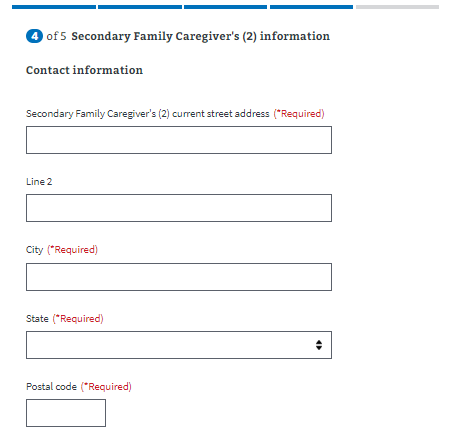 4 of 5 Secondary Family Caregiver's (2) information
Contact information
Secondary Family Caregiver's (2) current street address (*Required)
Line 2
City (*Required)
State (*Required)
Postal code (*Required)